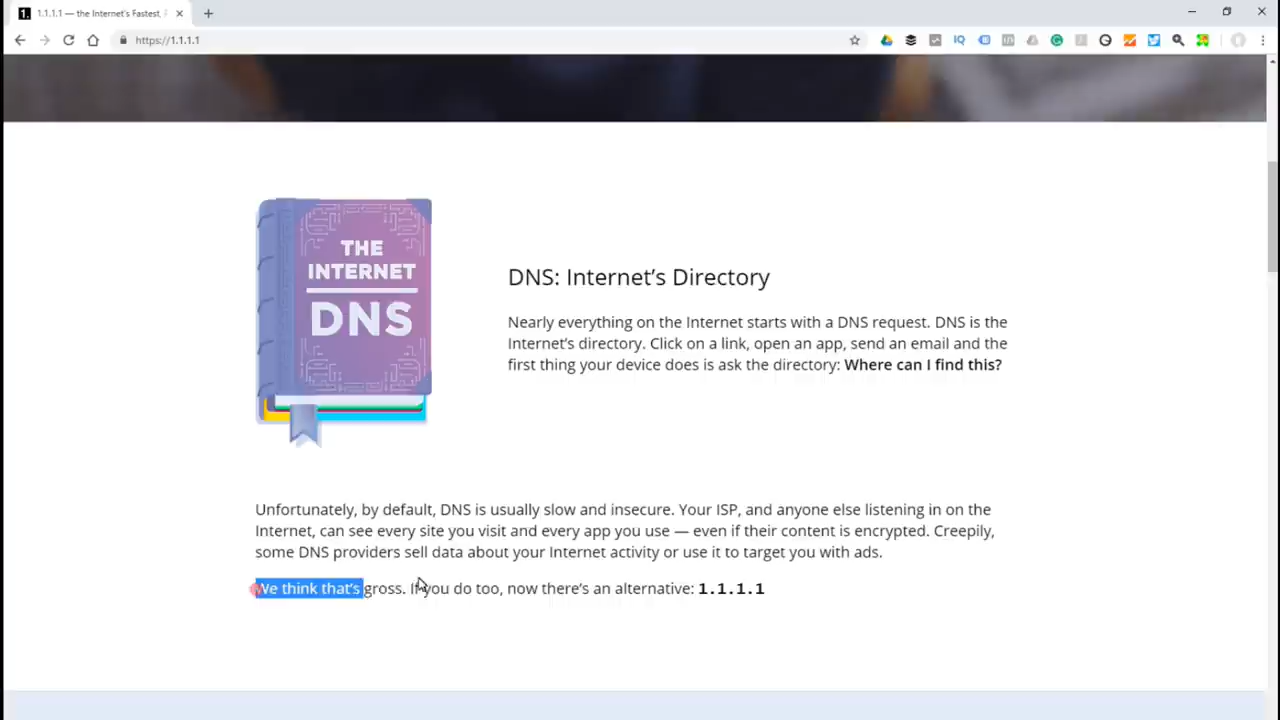 1.1.1.1 — the Internet's Fastest,
https://1.1.1.1
THE
INTERNET
DNS
DNS: Internet's Directory
Nearly everything on the Internet starts with a DNS request. DNS is the
Internet's directory. Click on a link, open an app, send an email and the
first thing your device does is ask the directory: Where can I find this?
Unfortunately, by default, DNS is usually slow and insecure. Your ISP, and anyone else listening in on the
Internet, can see every site you visit and every app you use — even if their content is encrypted. Creepily,
some DNS providers sell data about your Internet activity or use it to target you with ads.
We think that's gross. If you do too, now there's an alternative: 1.1.1.1